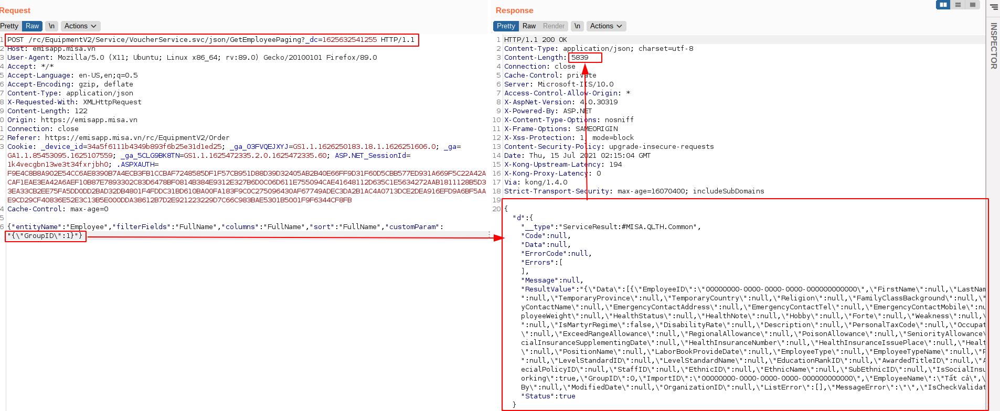 Request
Pretty Raw \n Actions
1 POST /rc/EquipmentV2/Service/VoucherService.svc/json/GetEmployeePaging?_dc=1625632541255 HTTP/1.1
2 Host: emisapp.misa.vn
3 User-Agent: Mozilla/5.0 (X11; Ubuntu; Linux x86_64; rv:89.0) Gecko/20100101 Firefox/89.0
4 Accept: */*
5 Accept-Language: en-US,en;q=0.5
6 Accept-Encoding: gzip, deflate
7 Content-Type: application/json
8 X-Requested-With: XMLHttpRequest
9 Content-Length: 122
0 Origin: https://emisapp.misa.vn
1 Connection: close
2 Referer: https://emisapp.misa.vn/rc/EquipmentV2/Order
3 Cookie: _device_id=34a5f6111b4349b893f6b25e31d1ed25; _ga_03FVQEJXYJ=GS1.1.1626250183.18.1.1626251606.0; _ga=
GA1.1.85453095.1625107559; _ga_5CLG9BK8TN=GS1.1.1625472335.2.0.1625472335.60; ASP.NET_SessionId=
1k4vecgbn13we3t34fxrjbh0; .ASPXAUTH=
F9E4C8B8A902E54CC6AE8390B7A4ECB3FB1CCBAF7248585DF1F57CB951D88D39D32405AB2B40E66FF9D31F60D5CBB577ED931A669F5C22A42A
CAF1EAE3EA42A6AEF10B87E7893302C83D6478BF0814B384E9312E327B6D0C06D611E755094CAE41648112D635C1E5634272AAB1811128B5D3
3EA33CB2EE75FA5DD0DD2BAD32DB4801F4FDDC31BD610BA00FA183F9C0C275096430AF67749ADEC3DA2B1AC4A0713DCE2DEA916EFD9A6BF5AA
E9CD29CF40836E52E3C13B5E000DDA38612B7D2E921223229D7C66C983BAE5301B5001F9F6344CF8FB
4 Cache-Control: max-age=0
5
6 {"entityName":"Employee","filterFields":"FullName","columns":"FullName","sort":"FullName","customParam":
"{\"GroupID\":1}"}
Response
Pretty Raw Render \n Actions
1 HTTP/1.1 200 OK
2 Content-Type: application/json; charset=utf-8
3 Content-Length: 5839
4 Connection: close
5 Cache-Control: private
6 Server: Microsoft-IIS/10.0
7 Access-Control-Allow-Origin: *
8 X-AspNet-Version: 4.0.30319
9 X-Powered-By: ASP.NET
10 X-Content-Type-Options: nosniff
11 X-Frame-Options: SAMEORIGIN
12 X-Xss-Protection: 1; mode=block
13 Content-Security-Policy: upgrade-insecure-requests
14 Date: Thu, 15 Jul 2021 02:15:04 GMT
15 X-Kong-Upstream-Latency: 194
16 X-Kong-Proxy-Latency: 0
17 Via: kong/1.4.0
18 Strict-Transport-Security: max-age=16070400; includeSubDomains
19
20 {
"d":{
"__type":"ServiceResult:#MISA.QLTH.Common",
"Code":null,
"Data":null,
"ErrorCode":null,
"Errors":[
],
"Message":null,
"ResultValue":"{\"Data\":[{\"EmployeeID\":\"00000000-0000-0000-0000-000000000000\",\"FirstName\":null,\"LastNam
\":null,\"TemporaryProvince\":null,\"TemporaryCountry\":null,\"Religion\":null,\"FamilyClassBackground\":null,\"
yContactName\":null,\"EmergencyContactAddress\":null,\"EmergencyContactTel\":null,\"EmergencyContactMobile\":nu
ployeeWeight\":null,\"HealthStatus\":null,\"HealthNote\":null,\"Hobby\":null,\"Forte\":null,\"Weakness\":null,\
\":null,\"IsMartyrRegime\":false,\"DisabilityRate\":null,\"Description\":null,\"PersonalTaxCode\":null,\"Occupat
\":null,\"ExceedRangeAllowance\":null,\"RegionalAllowance\":null,\"PoisonAllowance\":null,\"SeniorityAllowance\
cialInsuranceSupplementingDate\":null,\"HealthInsuranceNumber\":null,\"HealthInsuranceIssuePlace\":null,\"Healt
\":null,\"PositionName\":null,\"LaborBookProvideDate\":null,\"EmployeeType\":null,\"EmployeeTypeName\":null,\"P
\":null,\"LevelStandardID\":null,\"LevelStandardName\":null,\"EducationRankID\":null,\"AwardedTitleID\":null,\"A
ecialPolicyID\":null,\"StaffID\":null,\"EthnicID\":null,\"EthnicName\":null,\"SubEthnicID\":null,\"IsSocialInsu
orking\":true,\"GroupID\":0,\"ImportID\":\"00000000-0000-0000-0000-000000000000\",\"EmployeeName\":\"Tất cả\",\
By\":null,\"ModifiedDate\":null,\"OrganizationID\":null,\"ListError\":[],\"MessageError\":\"\",\"IsCheckValidat
"Status":true
}
INSPECTOR